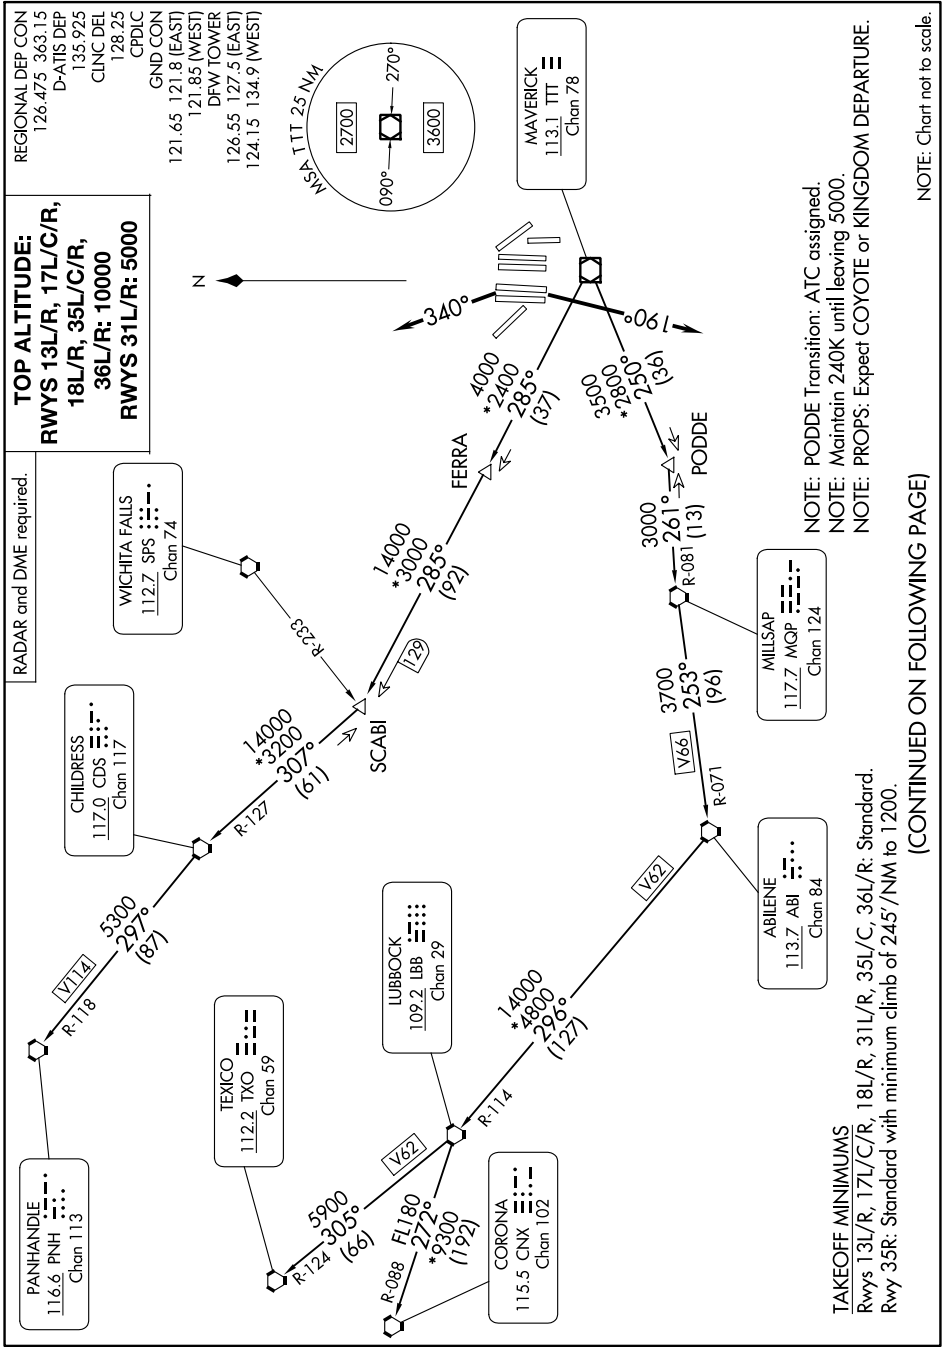 REGIONAL DEP CON
126.475 363.15
D-ATIS DEP
135.925
CLNC DEL
128.25
CPDLC
GND CON
121.65 121.8 (EAST)
121.85 (WEST)
DFW TOWER
126.55 127.5 (EAST)
124.15 134.9 (WEST)
TOP ALTITUDE:
RWYS 13L/R, 17L/C/R,
18L/R, 35L/C/R,
36L/R: 10000
RWYS 31L/R: 5000
RADAR and DME required.
MSA TTT 25 NM
2700
3600
090°
270°
N
MAVERICK
113.1 TTT
Chan 78
340°
160°
4000
*2400
285°
(37)
FERRA
14000
*3000
285°
(92)
129
SCABI
WICHITA FALLS
112.7 SPS
Chan 74
R-233
14000
*3200
307°
(61)
R-127
CHILDRESS
117.0 CDS
Chan 117
5300
297°
(87)
V114
R-118
PANHANDLE
116.6 PNH
Chan 113
3500
*2800
250°
(36)
PODDE
3000
261°
(13)
R-081
MILLSAP
117.7 MQP
Chan 124
3700
253°
(96)
V66
R-071
ABILENE
113.7 ABI
Chan 84
V62
14000
*4800
296°
(127)
R-114
LUBBOCK
109.2 LBB
Chan 29
V62
5900
305°
(66)
R-124
TEXICO
112.2 TXO
Chan 59
FL180
272°
*9300
(192)
R-088
CORONA
115.5 CNX
Chan 102
NOTE: PODDE Transition: ATC assigned.
NOTE: Maintain 240K until leaving 5000.
NOTE: PROPS: Expect COYOTE or KINGDOM DEPARTURE.
NOTE: Chart not to scale.
TAKEOFF MINIMUMS
Rwys 13L/R, 17L/C/R, 18L/R, 31L/R, 35L/C, 36L/R: Standard.
Rwy 35R: Standard with minimum climb of 245'/NM to 1200.
(CONTINUED ON FOLLOWING PAGE)